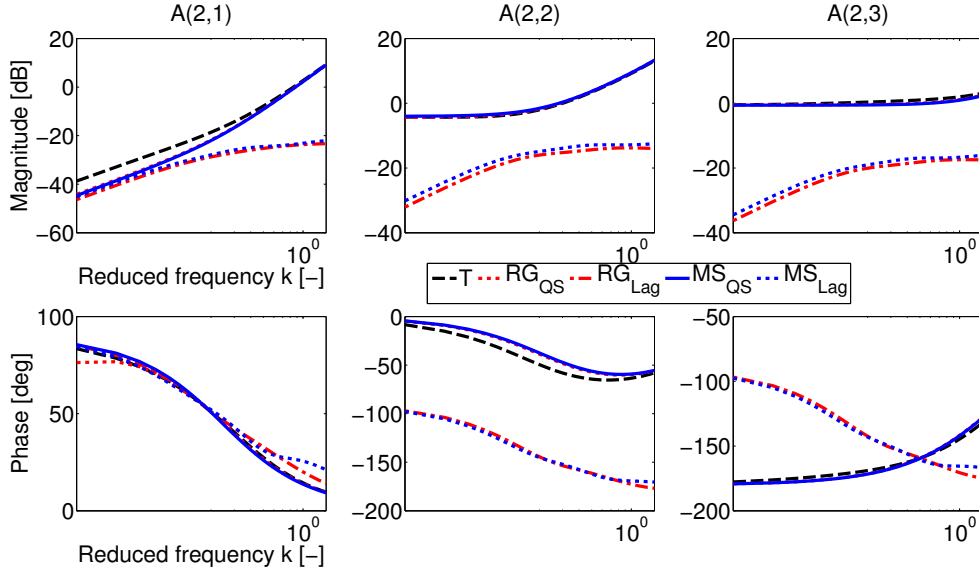 A(2,1) A(2,2) A(2,3)
20 20 20
0 0 0
−20 −20 −20
−40 −40 −40
−60
Magnitude [dB]
10^0 10^0 10^0
Reduced frequency k [−]
T RG_QS RG_Lag MS_QS MS_Lag
100 0 −50
50 −50 −100
0 −100 −150
−150 −200
−200
Phase [deg]
10^0 10^0 10^0
Reduced frequency k [−]